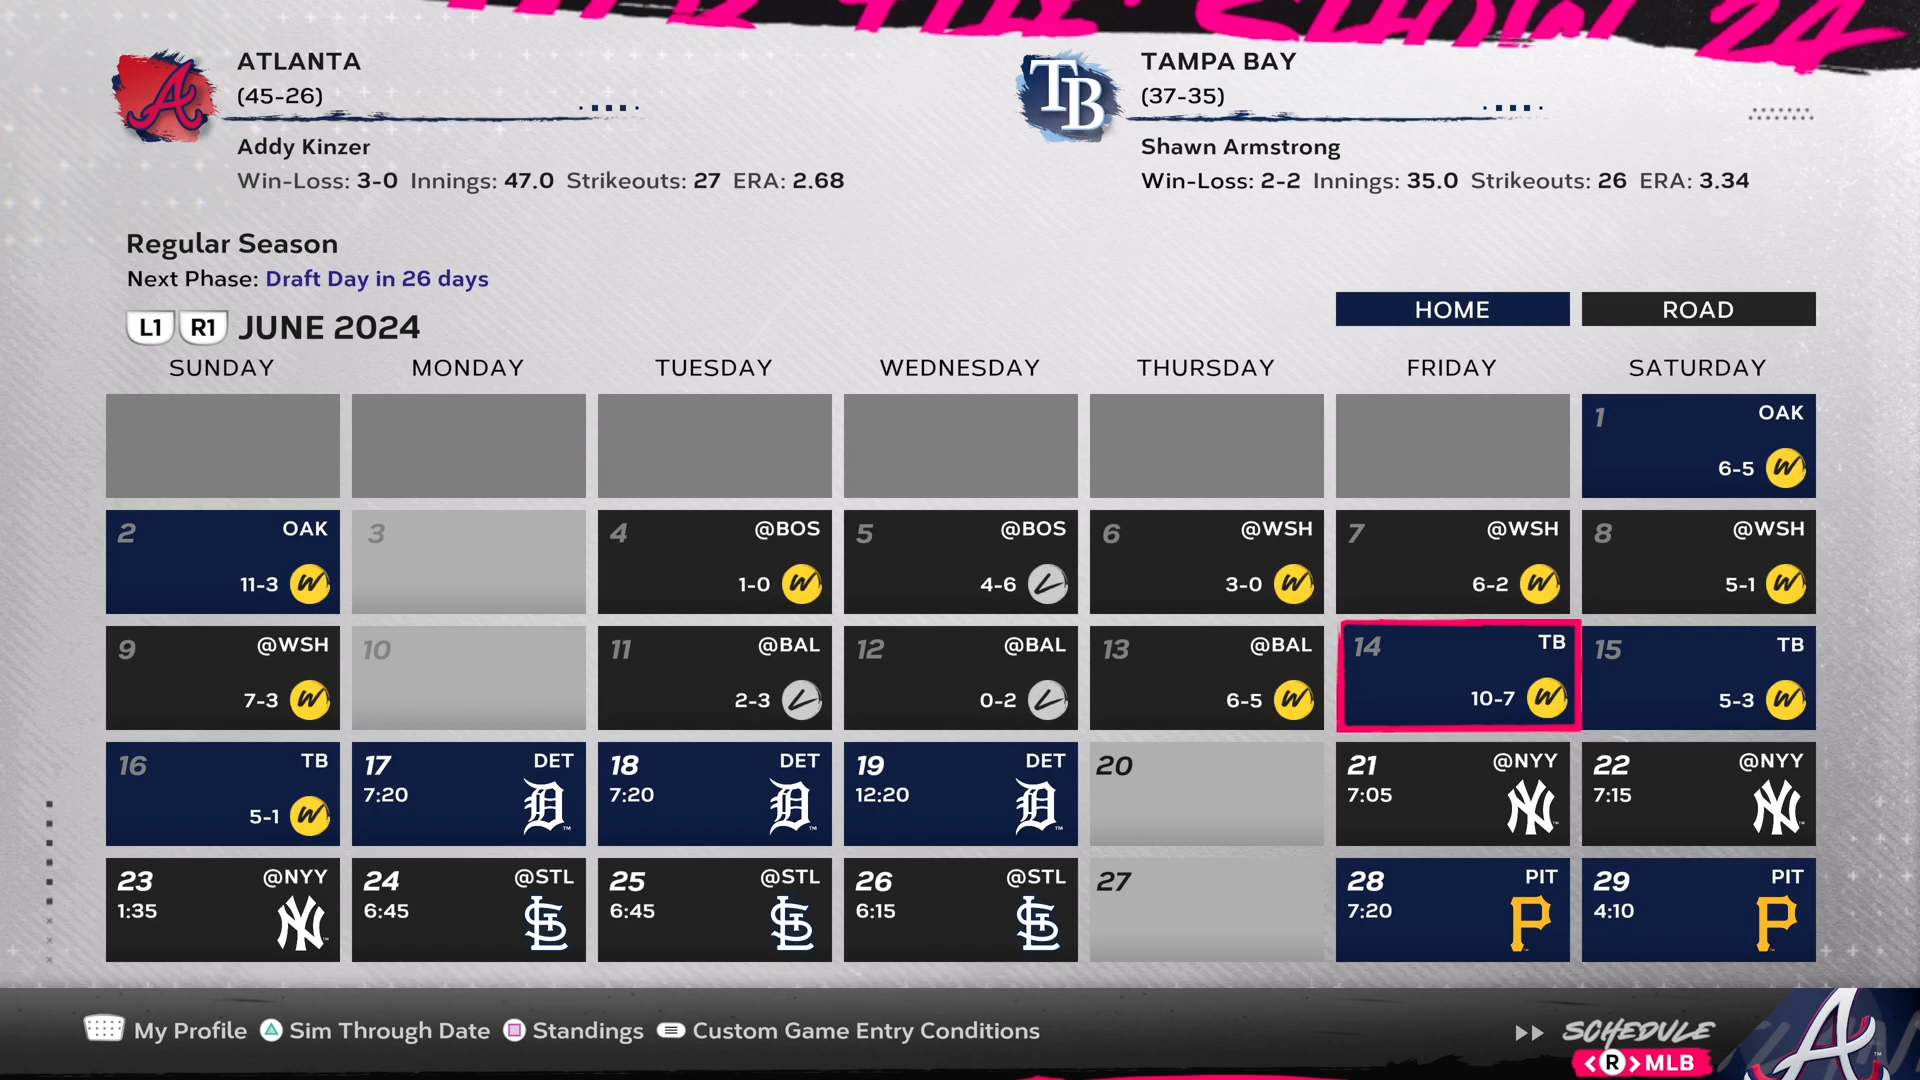 MLB THE SHOW 24
ATLANTA
(45-26)
Addy Kinzer
Win-Loss: 3-0 Innings: 47.0 Strikeouts: 27 ERA: 2.68
TB
TAMPA BAY
(37-35)
Shawn Armstrong
Win-Loss: 2-2 Innings: 35.0 Strikeouts: 26 ERA: 3.34
Regular Season
Next Phase: Draft Day in 26 days
L1 R1 JUNE 2024
HOME ROAD
SUNDAY MONDAY TUESDAY WEDNESDAY THURSDAY FRIDAY SATURDAY
1 OAK
6-5 W
2 OAK
11-3 W
3
4 @BOS
1-0 W
5 @BOS
4-6 L
6 @WSH
3-0 W
7 @WSH
6-2 W
8 @WSH
5-1 W
9 @WSH
7-3 W
10
11 @BAL
2-3 L
12 @BAL
0-2 L
13 @BAL
6-5 W
14 TB
10-7 W
15 TB
5-3 W
16 TB
5-1 W
17 DET
7:20
18 DET
7:20
19 DET
12:20
20
21 @NYY
7:05
22 @NYY
7:15
23 @NYY
1:35
24 @STL
6:45
25 @STL
6:45
26 @STL
6:15
27
28 PIT
7:20
29 PIT
4:10
My Profile Sim Through Date Standings Custom Game Entry Conditions
SCHEDULE
R MLB